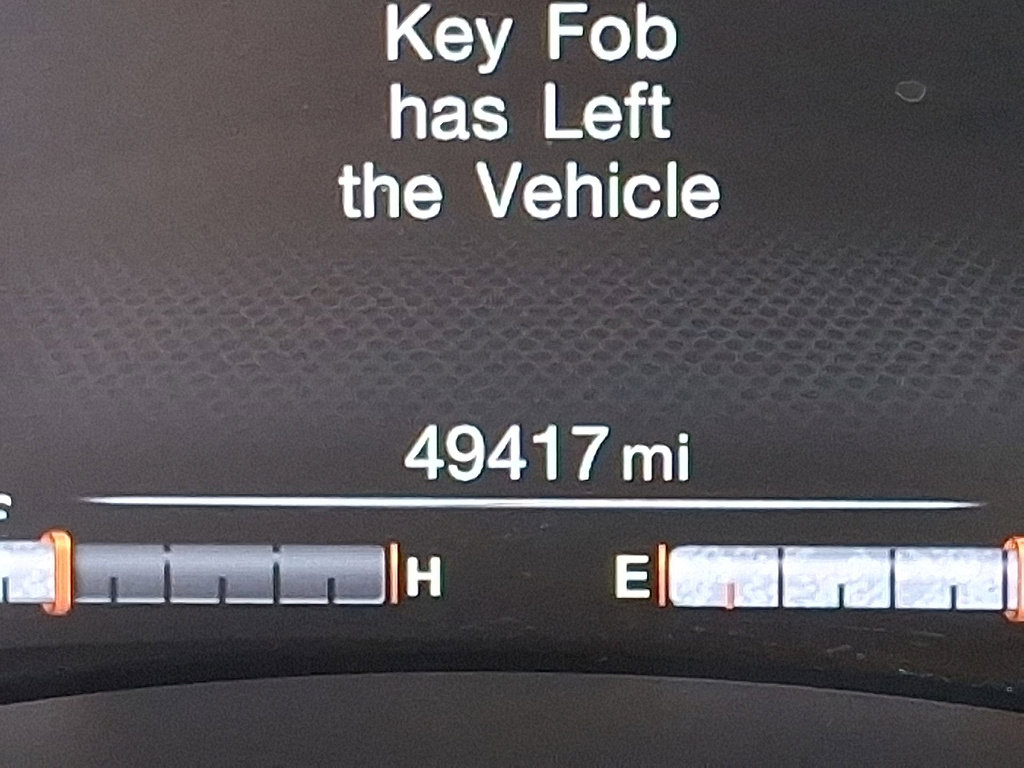 Key Fob
has Left
the Vehicle
49417 mi
H
E